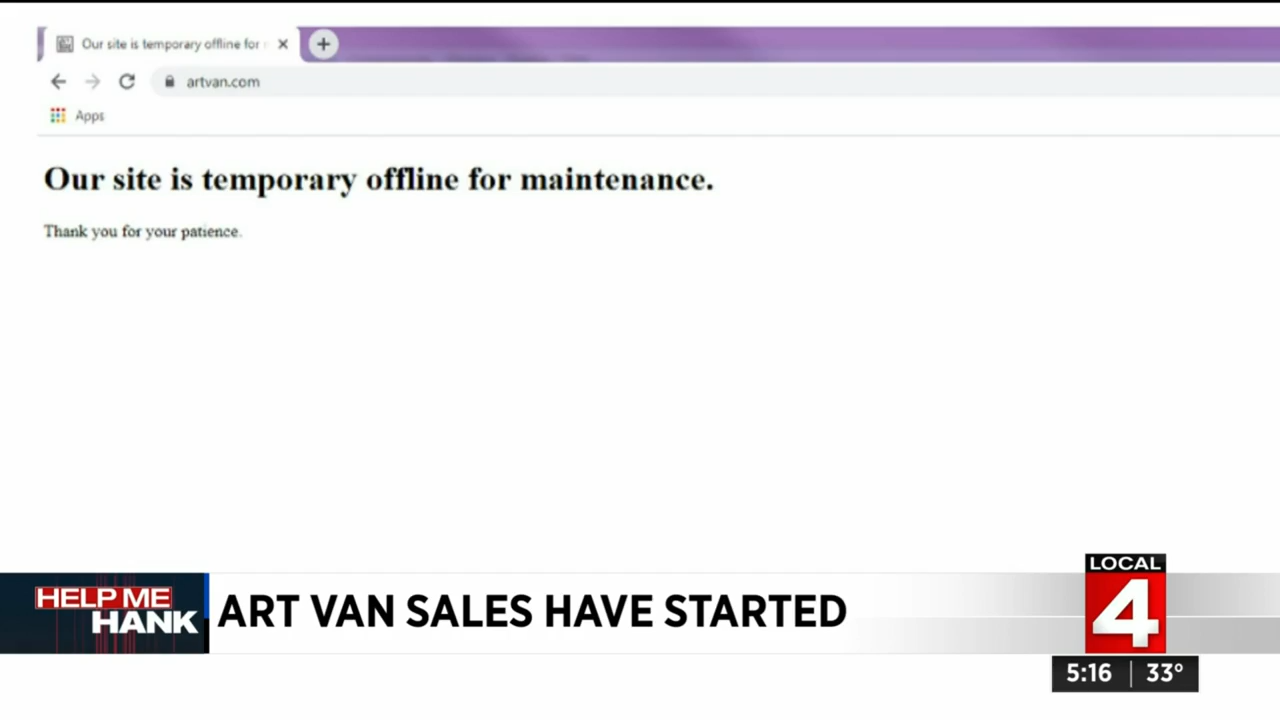 Our site is temporary offline for
artvan.com
Apps
Our site is temporary offline for maintenance.
Thank you for your patience.
HELP ME
HANK
ART VAN SALES HAVE STARTED
LOCAL
4
5:16 33°